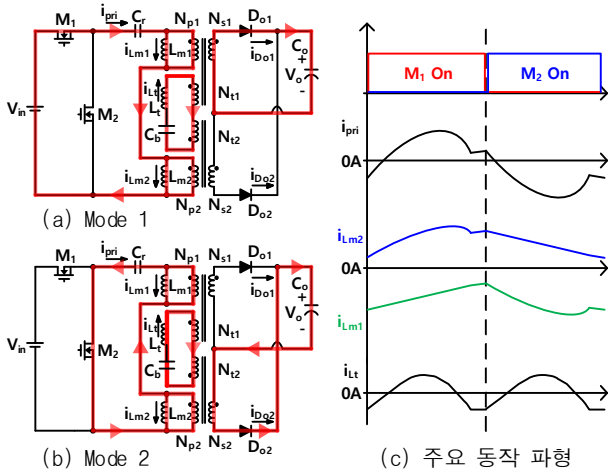 M1
ipri
Cr
Np1
Ns1
Do1
iLm1
Lm1
iDo1
Co
+
Vo
-
iLt
Lt
Nt1
Vin
M2
Cb
Nt2
iLm2
Lm2
iDo2
Np2
Ns2
Do2
(a) Mode 1
M1
ipri
Cr
Np1
Ns1
Do1
iLm1
Lm1
iDo1
Co
+
Vo
-
iLt
Lt
Nt1
Vin
M2
Cb
Nt2
iLm2
Lm2
iDo2
Np2
Ns2
Do2
(b) Mode 2
M1 On
M2 On
ipri
0A
iLm2
0A
iLm1
iLt
0A
(c) 주요 동작 파형